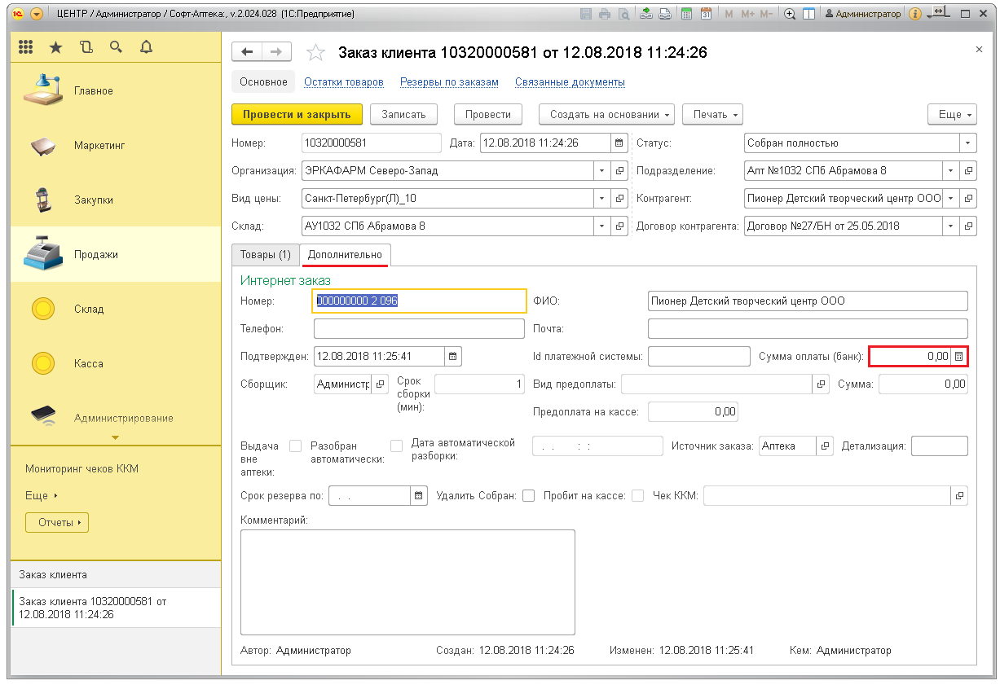 ЦЕНТР / Администратор / Софт-Аптека:, v.2.024.028 (1С:Предприятие)
M M+ M-
Администратор
Заказ клиента 10320000581 от 12.08.2018 11:24:26
Основное Остатки товаров Резервы по заказам Связанные документы
Провести и закрыть Записать Провести Создать на основании Печать Еще
Главное
Маркетинг
Закупки
Продажи
Склад
Касса
Администрирование
Мониторинг чеков ККМ
Еще
Отчеты
Заказ клиента
Заказ клиента 10320000581 от
12.08.2018 11:24:26
Номер: 10320000581 Дата: 12.08.2018 11:24:26 Статус: Собран полностью
Организация: ЭРКАФАРМ Северо-Запад Подразделение: Апт №1032 СПб Абрамова 8
Вид цены: Санкт-Петербург(Л)_10 Контрагент: Пионер Детский творческий центр ООО
Склад: АУ1032 СПб Абрамова 8 Договор контрагента: Договор №27/БН от 25.05.2018
Товары (1) Дополнительно
Интернет заказ
Номер: 000000000 2 096 ФИО: Пионер Детский творческий центр ООО
Телефон: Почта:
Подтвержден: 12.08.2018 11:25:41 Id платежной системы: Сумма оплаты (банк): 0,00
Сборщик: Администр Срок
сборки
(мин): 1 Вид предоплаты: Сумма: 0,00
Предоплата на кассе: 0,00
Выдача
вне
аптеки: Разобран
автоматически: Дата автоматической
разборки: . . : : Источник заказа: Аптека Детализация:
Срок резерва по: . . Удалить Собран: Пробит на кассе: Чек ККМ:
Комментарий:
Автор: Администратор Создан: 12.08.2018 11:24:26 Изменен: 12.08.2018 11:25:41 Кем: Администратор